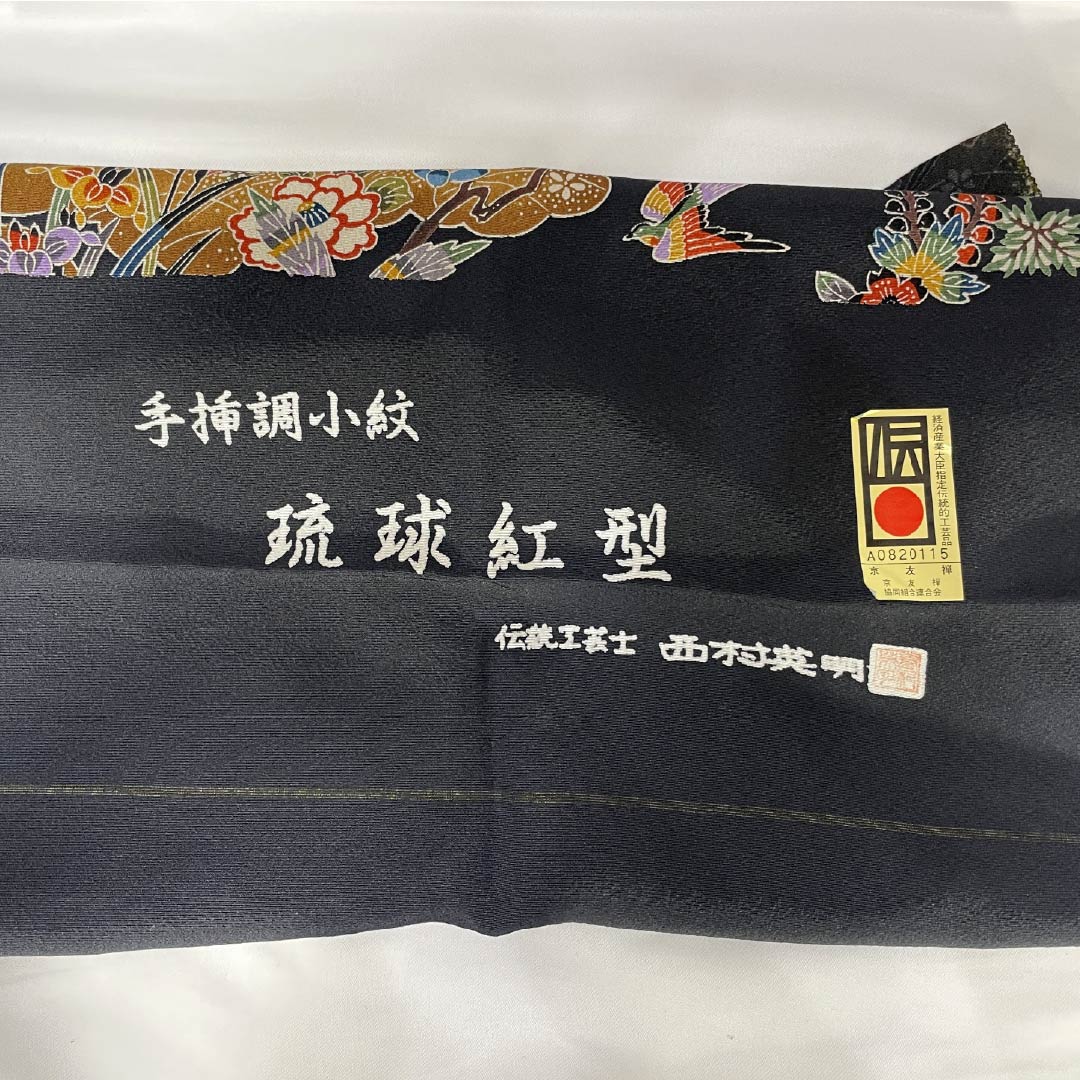 手挿調小紋
琉球紅型
伝統工芸士 西村英明
伝
経済産業大臣指定伝統的工芸品
A0820115
京友禅
京友禅
協同組合連合会